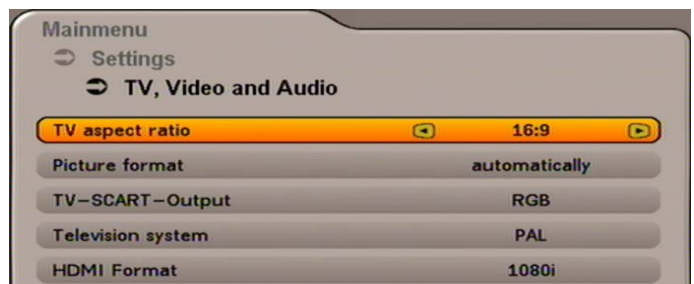 Mainmenu
Settings
TV, Video and Audio
TV aspect ratio 16:9
Picture format automatically
TV-SCART-Output RGB
Television system PAL
HDMI Format 1080i